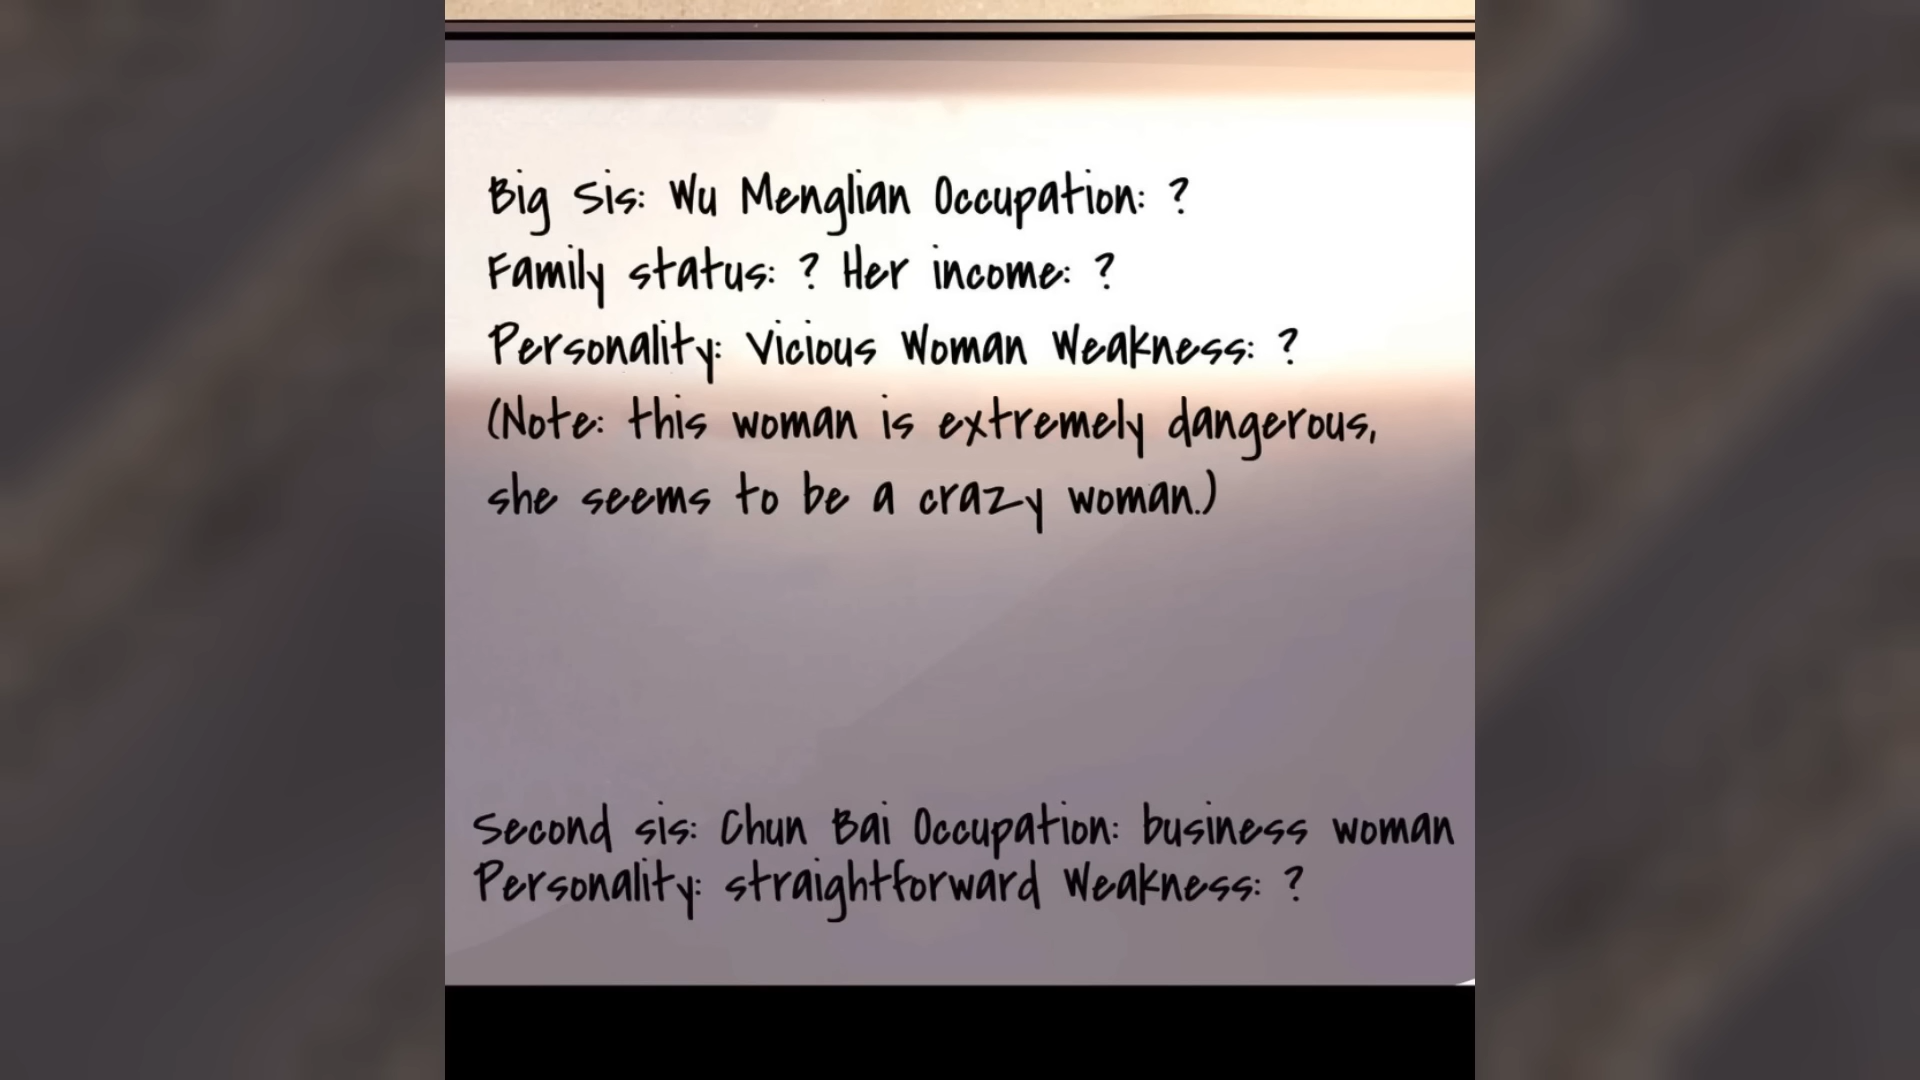 Big Sis: Wu Menglian Occupation: ?
Family status: ? Her income: ?
Personality: Vicious Woman Weakness: ?
(Note: this woman is extremely dangerous,
she seems to be a crazy woman.)
Second sis: Chun Bai Occupation: business woman
Personality: straightforward Weakness: ?